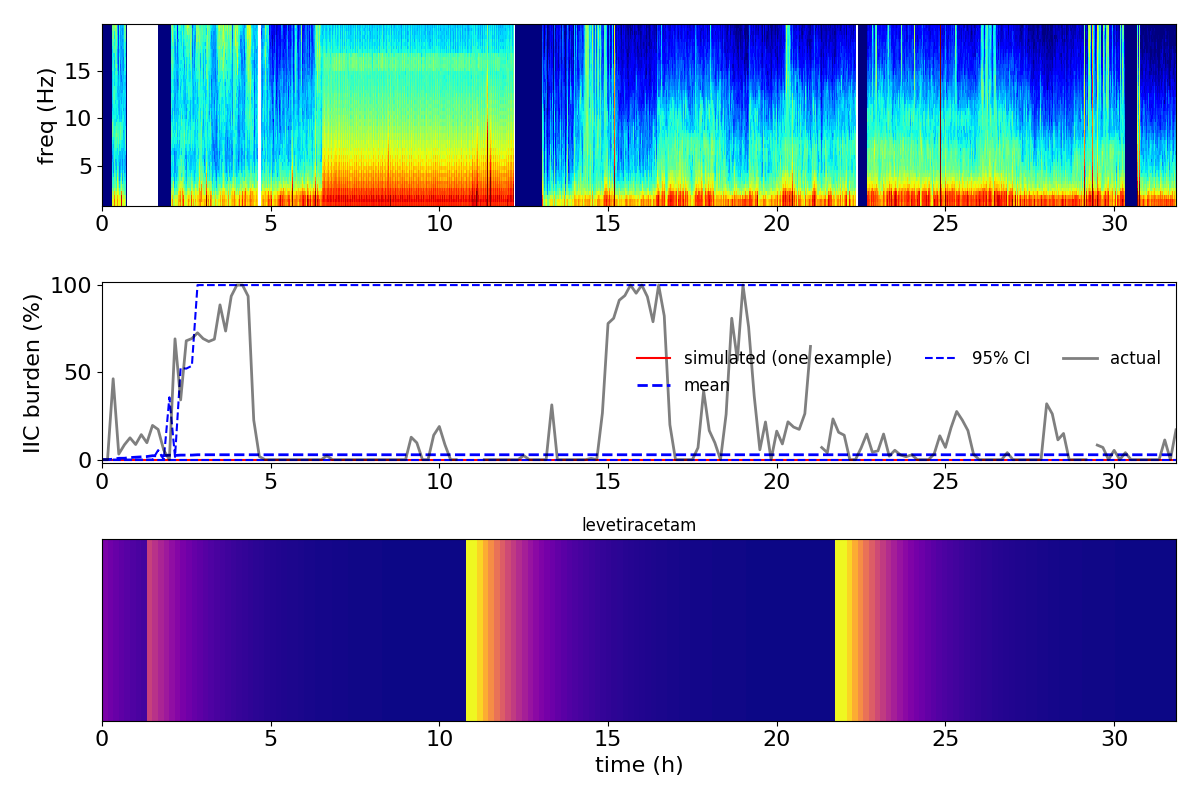 freq (Hz)
15
10
5
0 5 10 15 20 25 30
IIC burden (%)
100
50
0
simulated (one example) 95% CI actual
mean
0 5 10 15 20 25 30
levetiracetam
0 5 10 15 20 25 30
time (h)